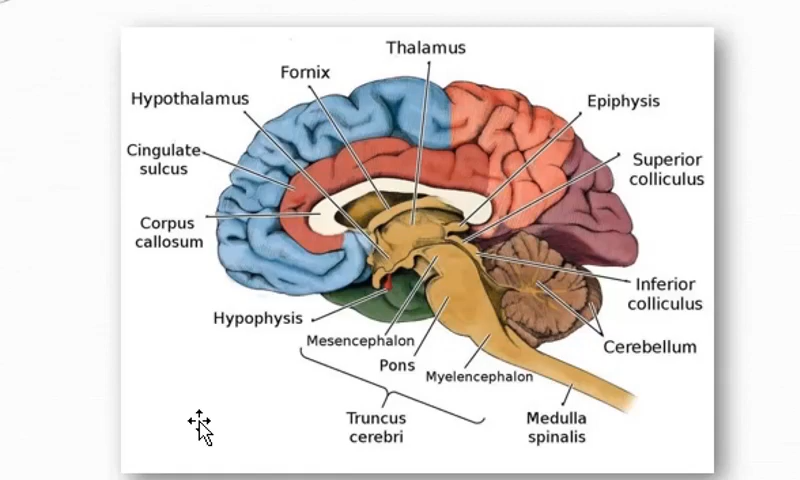 Thalamus
Fornix
Hypothalamus
Epiphysis
Cingulate
sulcus
Superior
colliculus
Corpus
callosum
Inferior
colliculus
Hypophysis
Mesencephalon
Cerebellum
Pons
Myelencephalon
Truncus
cerebri
Medulla
spinalis